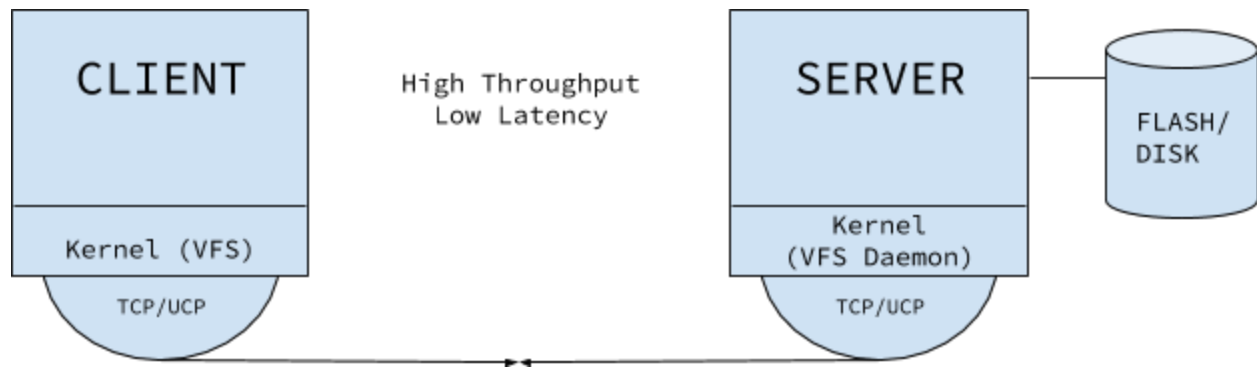 CLIENT
High Throughput
Low Latency
SERVER
FLASH/
DISK
Kernel (VFS)
Kernel
(VFS Daemon)
TCP/UCP
TCP/UCP